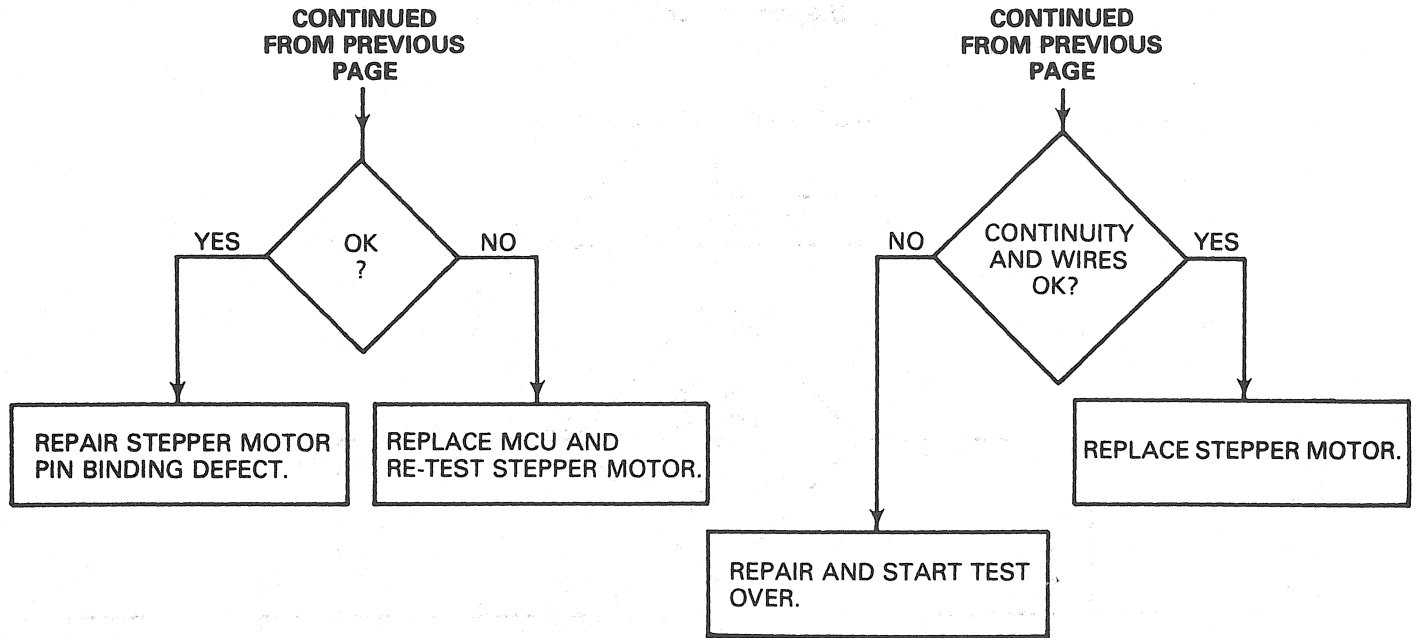 CONTINUED
FROM PREVIOUS
PAGE
OK
?
YES
NO
REPAIR STEPPER MOTOR
PIN BINDING DEFECT.
REPLACE MCU AND
RE-TEST STEPPER MOTOR.
CONTINUED
FROM PREVIOUS
PAGE
CONTINUITY
AND WIRES
OK?
NO
YES
REPAIR AND START TEST
OVER.
REPLACE STEPPER MOTOR.